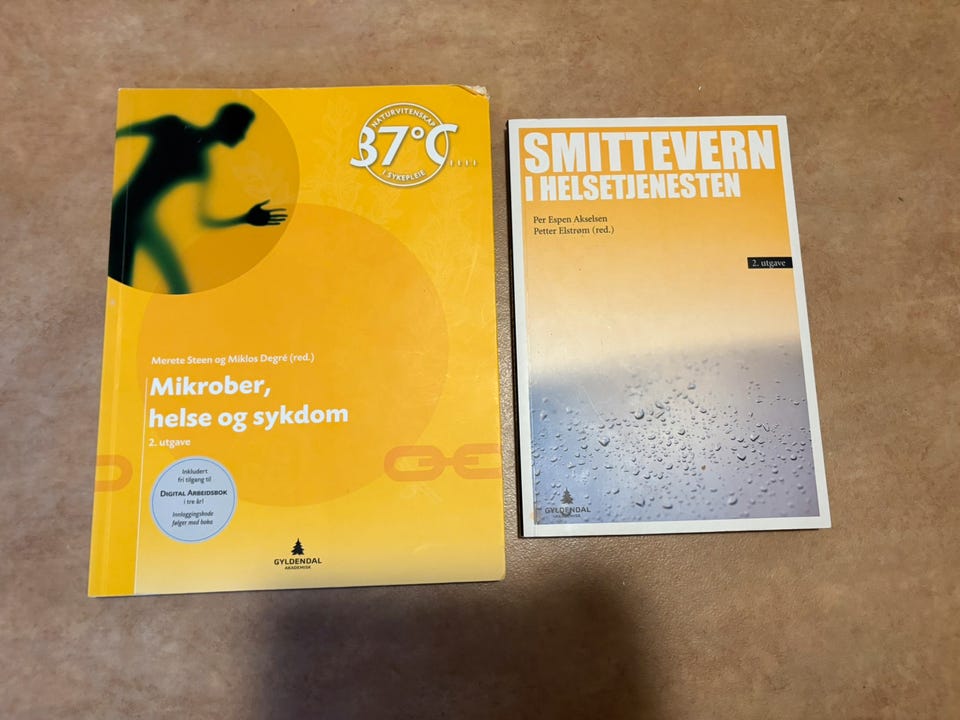 NATURVITENSKAP
37°C
I SYKEPLEIE
Merete Steen og Miklos Degré (red.)
Mikrober,
helse og sykdom
2. utgave
Inkludert
fri tilgang til
DIGITAL ARBEIDSBOK
i tre år!
Innloggingskode
følger med boka
GYLDENDAL
AKADEMISK
SMITTEVERN
I HELSETJENESTEN
Per Espen Akselsen
Petter Elstrøm (red.)
2. utgave
GYLDENDAL
AKADEMISK